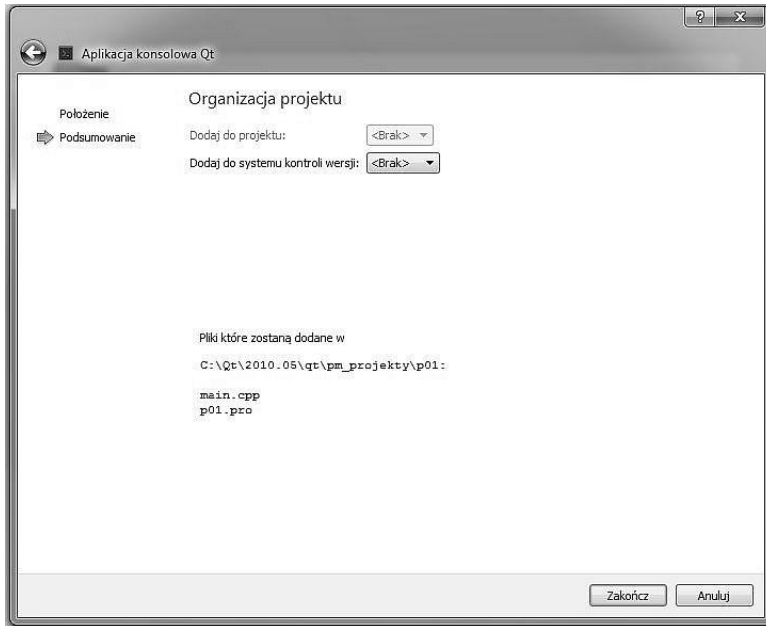 Aplikacja konsolowa Qt
Położenie
Podsumowanie
Organizacja projektu
Dodaj do projektu: <Brak>
Dodaj do systemu kontroli wersji: <Brak>
Pliki które zostaną dodane w
C:\Qt\2010.05\qt\pm_projekty\p01:
main.cpp
p01.pro
Zakończ Anuluj